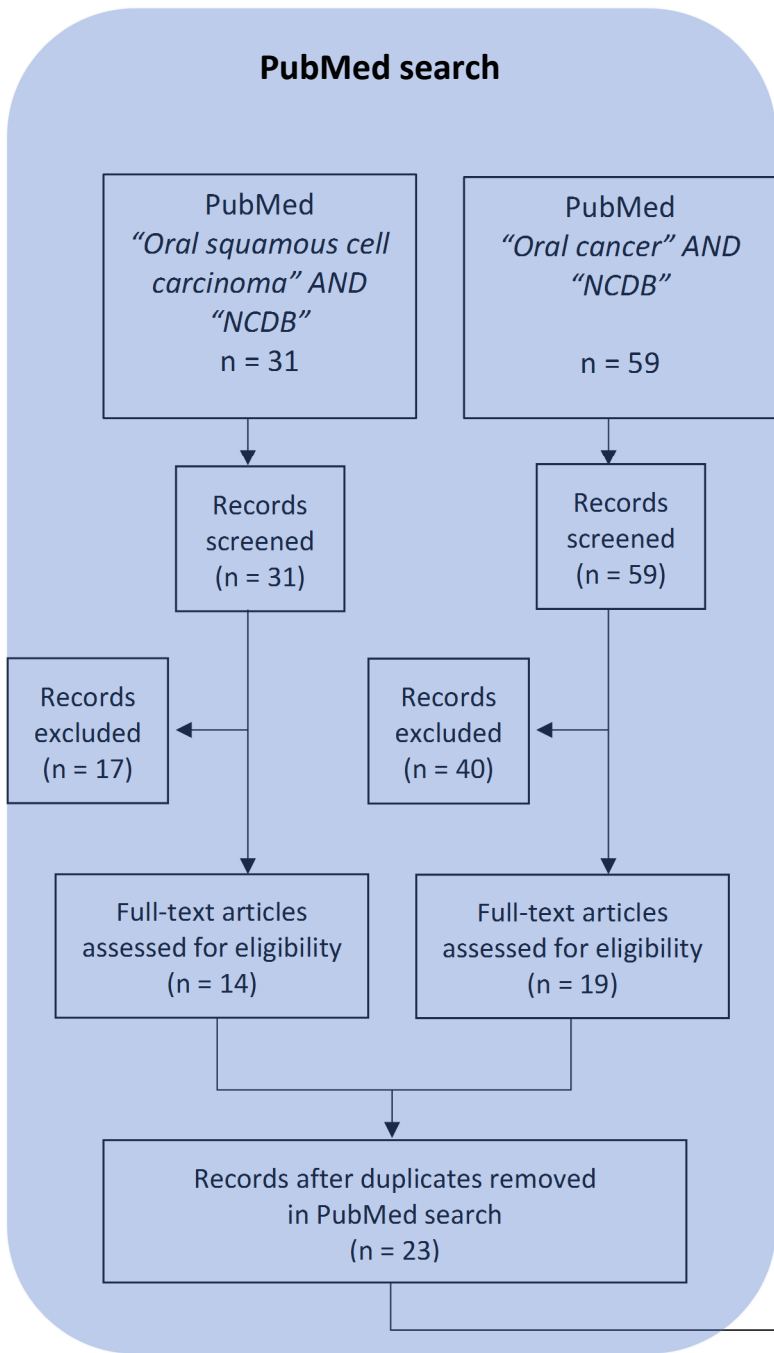 PubMed search
PubMed
“Oral squamous cell
carcinoma” AND
“NCDB”
n = 31
PubMed
“Oral cancer” AND
“NCDB”
n = 59
Records
screened
(n = 31)
Records
screened
(n = 59)
Records
excluded
(n = 17)
Records
excluded
(n = 40)
Full-text articles
assessed for eligibility
(n = 14)
Full-text articles
assessed for eligibility
(n = 19)
Records after duplicates removed
in PubMed search
(n = 23)